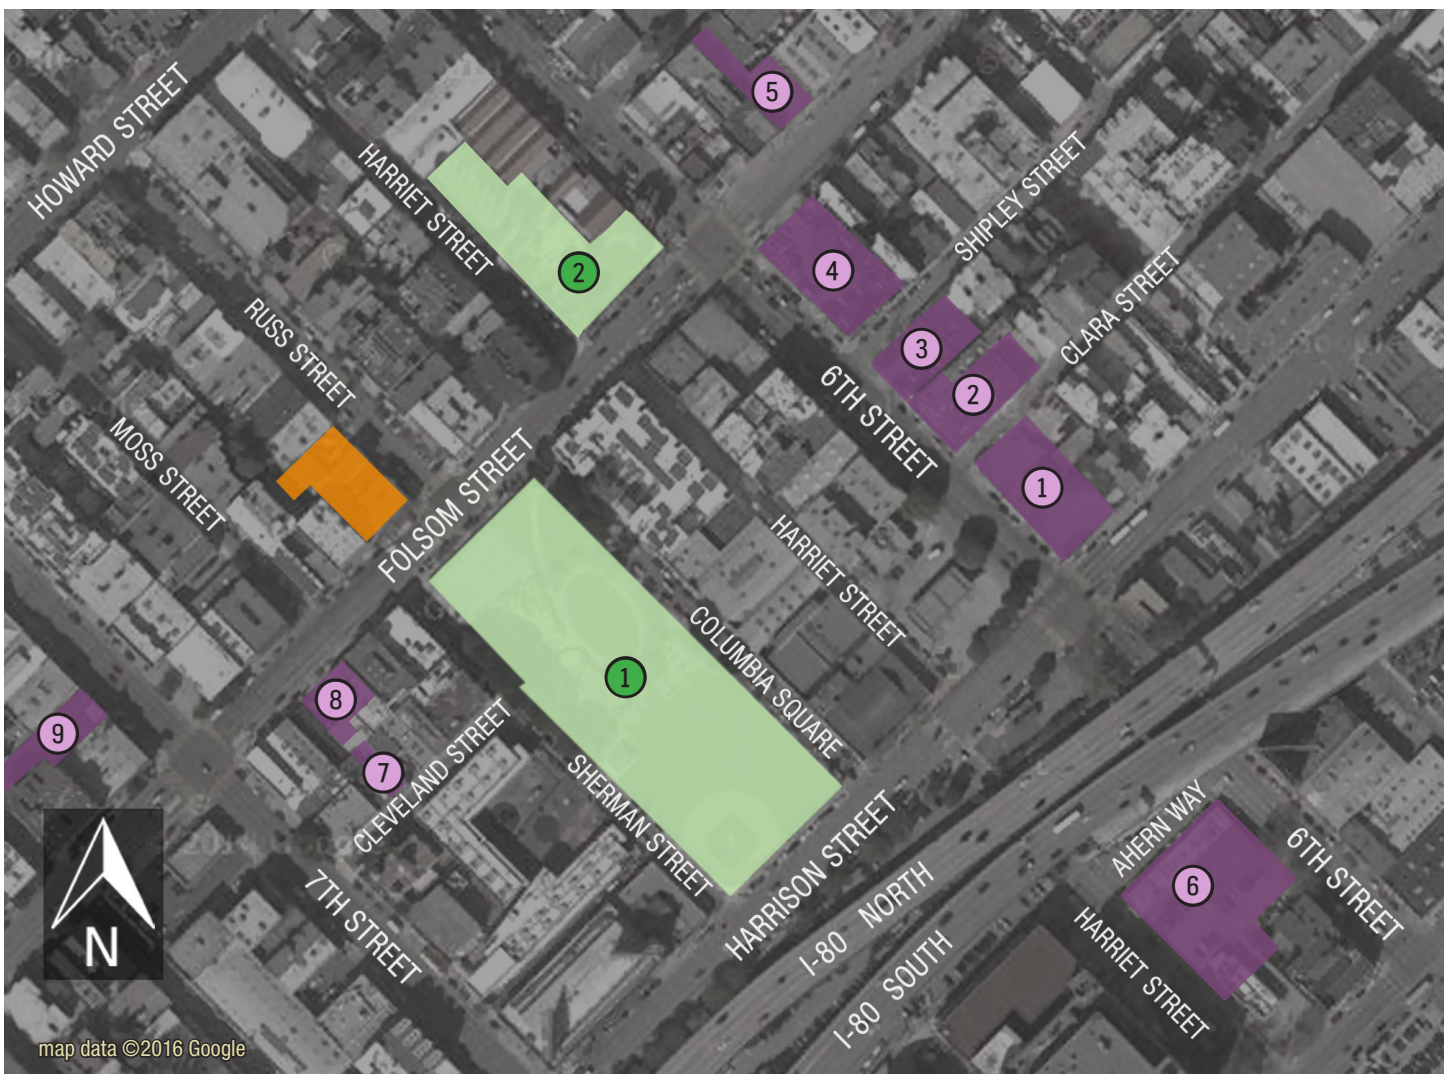 5
HOWARD STREET
HARRIET STREET
SHIPLEY STREET
2
4
CLARA STREET
3
RUSS STREET
2
6TH STREET
MOSS STREET
FOLSOM STREET
1
HARRIET STREET
COLUMBIA SQUARE
1
8
9
7
CLEVELAND STREET
SHERMAN STREET
HARRISON STREET
AHERN WAY
6TH STREET
6
7TH STREET
I-80 NORTH
I-80 SOUTH
HARRIET STREET
N
map data ©2016 Google